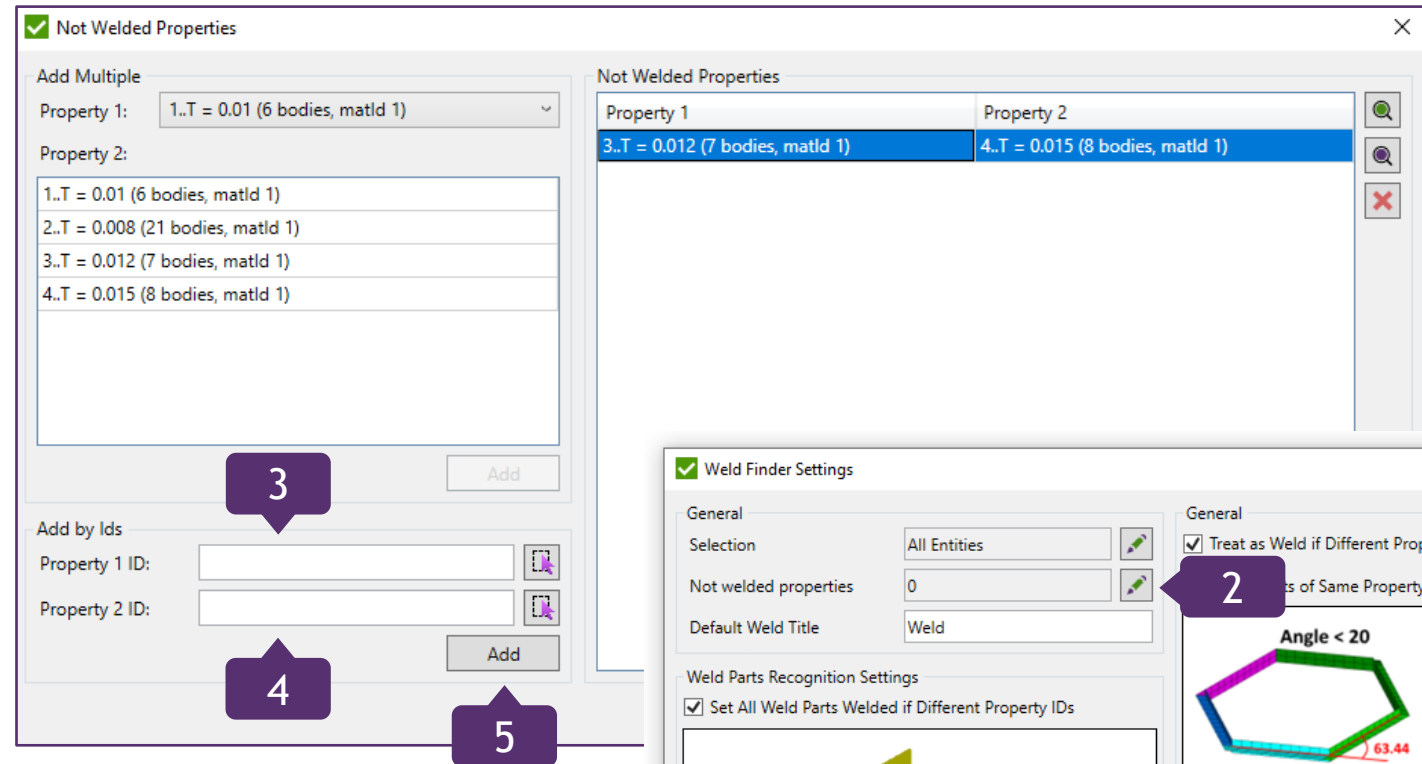 Not Welded Properties
Add Multiple
Property 1:
1..T = 0.01 (6 bodies, matId 1)
Property 2:
1..T = 0.01 (6 bodies, matId 1)
2..T = 0.008 (21 bodies, matId 1)
3..T = 0.012 (7 bodies, matId 1)
4..T = 0.015 (8 bodies, matId 1)
3
Add
Add by Ids
Property 1 ID:
Property 2 ID:
Add
4
5
Not Welded Properties
Property 1
Property 2
3..T = 0.012 (7 bodies, matId 1)
4..T = 0.015 (8 bodies, matId 1)
Weld Finder Settings
General
Selection
All Entities
Not welded properties
0
2
Default Weld Title
Weld
Weld Parts Recognition Settings
Set All Weld Parts Welded if Different Property IDs
General
Treat as Weld if Different
of Same Property
Angle < 20
63.44